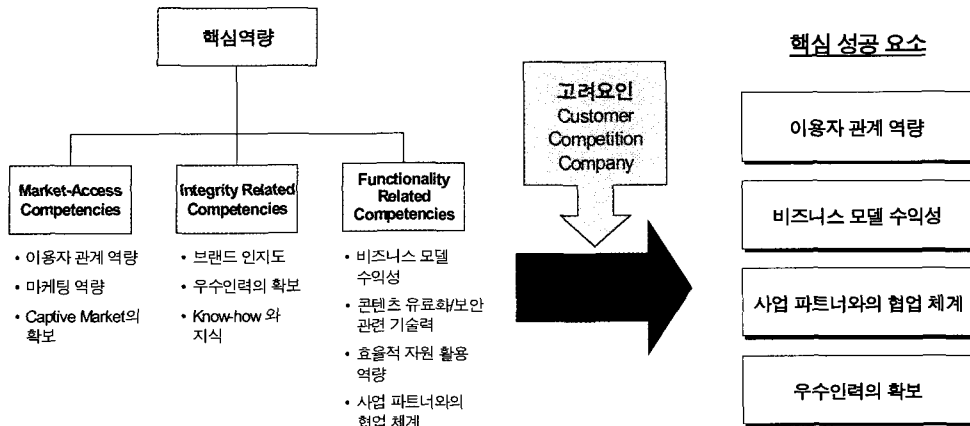 핵심역량
Market-Access
Competencies
• 이용자 관계 역량
• 마케팅 역량
• Captive Market의
확보
Integrity Related
Competencies
• 브랜드 인지도
• 우수인력의 확보
• Know-how 와
지식
Functionality
Related
Competencies
• 비즈니스 모델
수익성
• 콘텐츠 유료화/보안
관련 기술력
• 효율적 자원 활용
역량
• 사업 파트너와의
협업 체계
고려요인
Customer
Competition
Company
핵심 성공 요소
이용자 관계 역량
비즈니스 모델 수익성
사업 파트너와의 협업 체계
우수인력의 확보